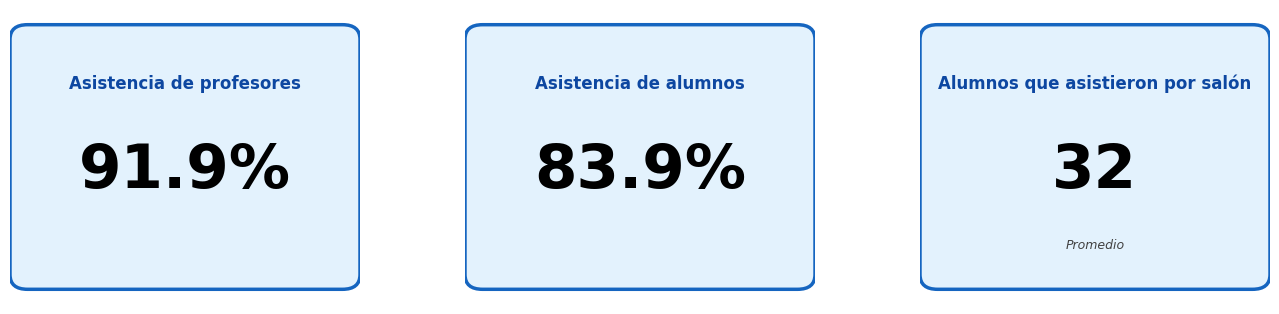 Asistencia de profesores
91.9%
Asistencia de alumnos
83.9%
Alumnos que asistieron por salón
32
Promedio